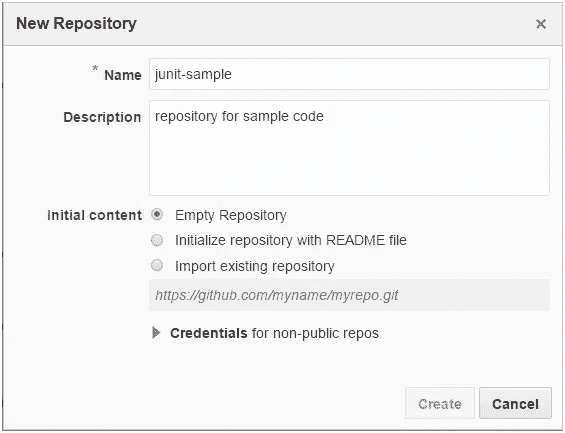 New Repository ×
* Name junit-sample
Description repository for sample code
Initial content Empty Repository
Initialize repository with README file
Import existing repository
https://github.com/myname/myrepo.git
Credentials for non-public repos
Create Cancel